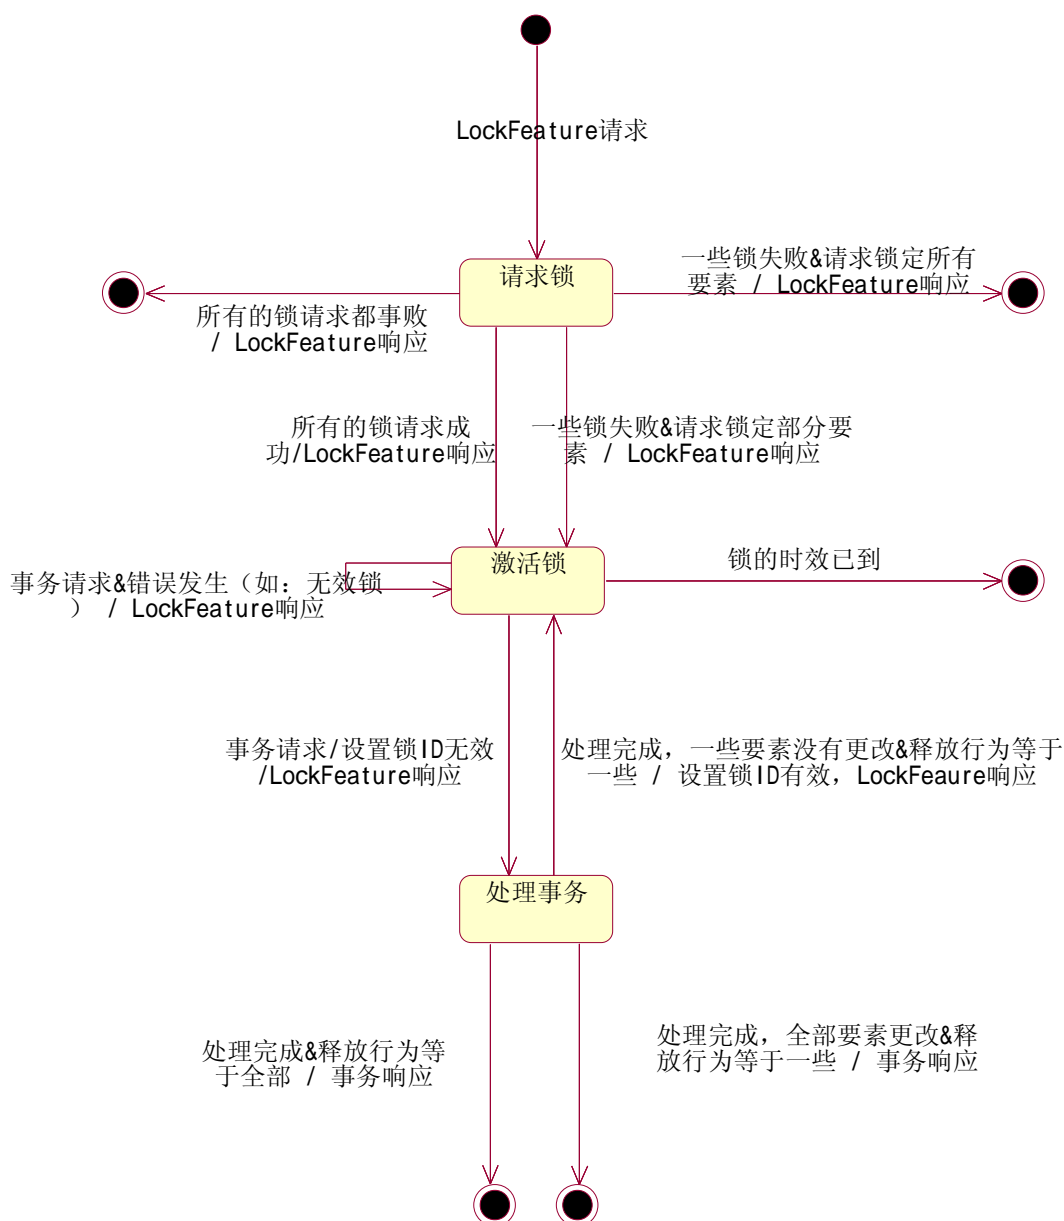 LockFeature请求
请求锁
一些锁失败&请求锁定所有
要素 / LockFeature响应
所有的锁请求都事败
/ LockFeature响应
所有的锁请求成
功/LockFeature响应
一些锁失败&请求锁定部分要
素 / LockFeature响应
激活锁
锁的时效已到
事务请求&错误发生（如：无效锁
） / LockFeature响应
事务请求/设置锁ID无效
/LockFeature响应
处理完成，一些要素没有更改&释放行为等于
一些 / 设置锁ID有效，LockFeaure响应
处理事务
处理完成&释放行为等
于全部 / 事务响应
处理完成，全部要素更改&释
放行为等于一些 / 事务响应